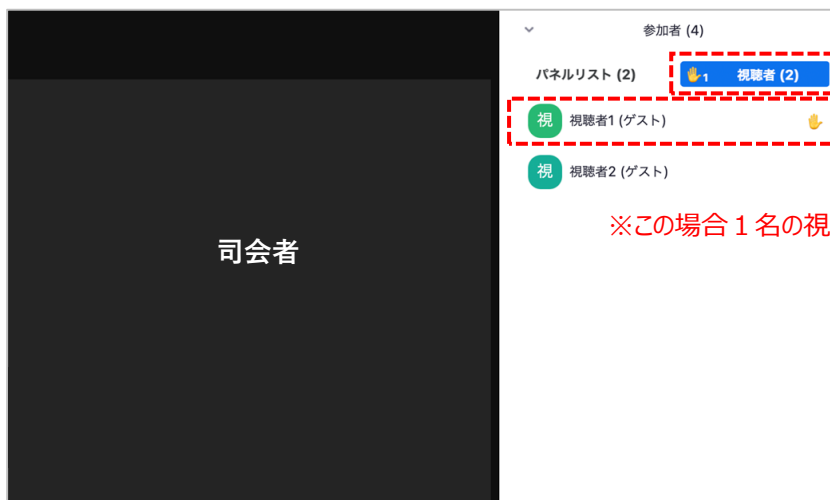 参加者 (4)
パネルリスト (2)
1 視聴者 (2)
視 視聴者1 (ゲスト)
視 視聴者2 (ゲスト)
※この場合１名の視
司会者